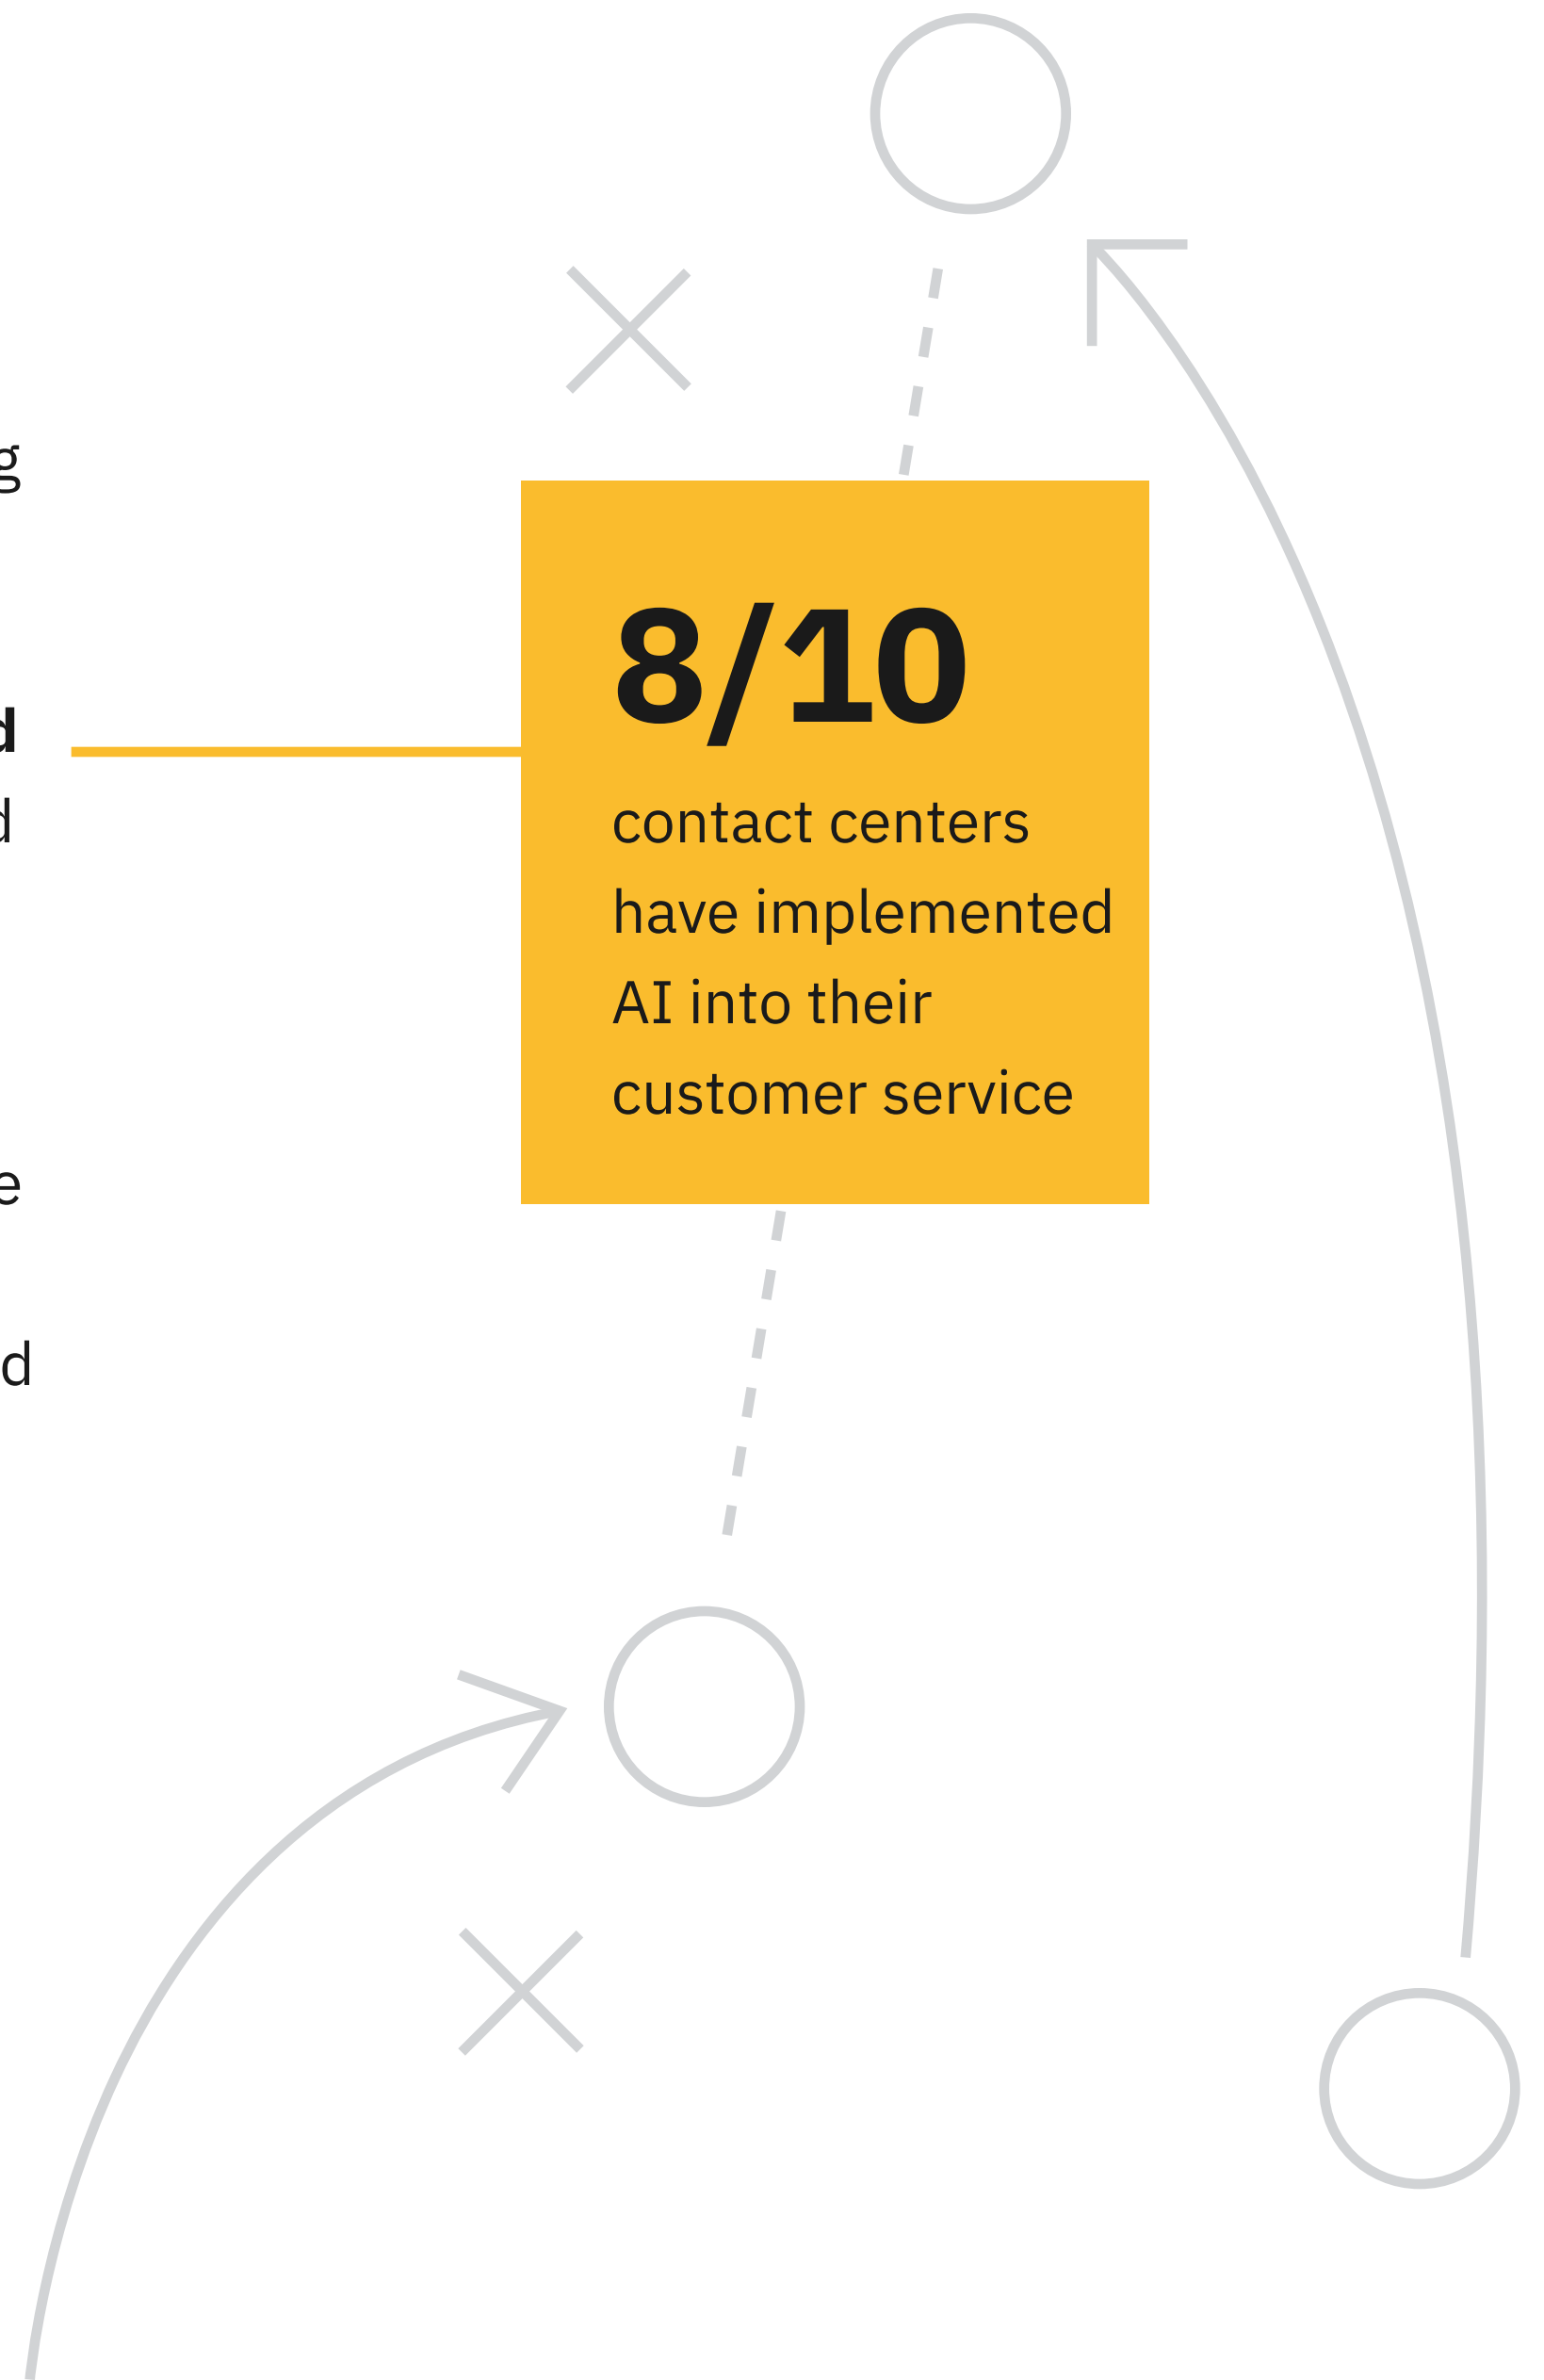 8/10
contact centers
have implemented
AI into their
customer service